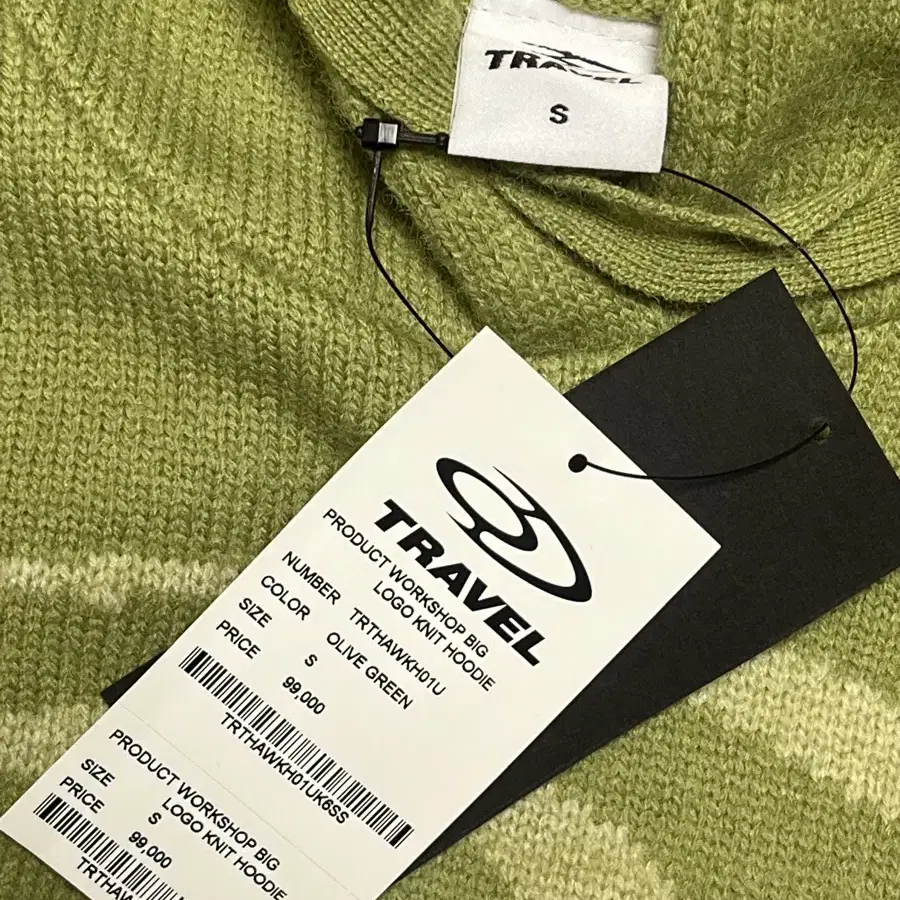 TRAVEL
S
TRAVEL
PRODUCT WORKSHOP BIG
LOGO KNIT HOODIE
NUMBER TRTHAWKH01U
COLOR OLIVE GREEN
SIZE S
PRICE 99,000
TRTHAWKH01UK6SS
PRODUCT WORKSHOP BIG
LOGO KNIT HOODIE
SIZE S
PRICE 99,000